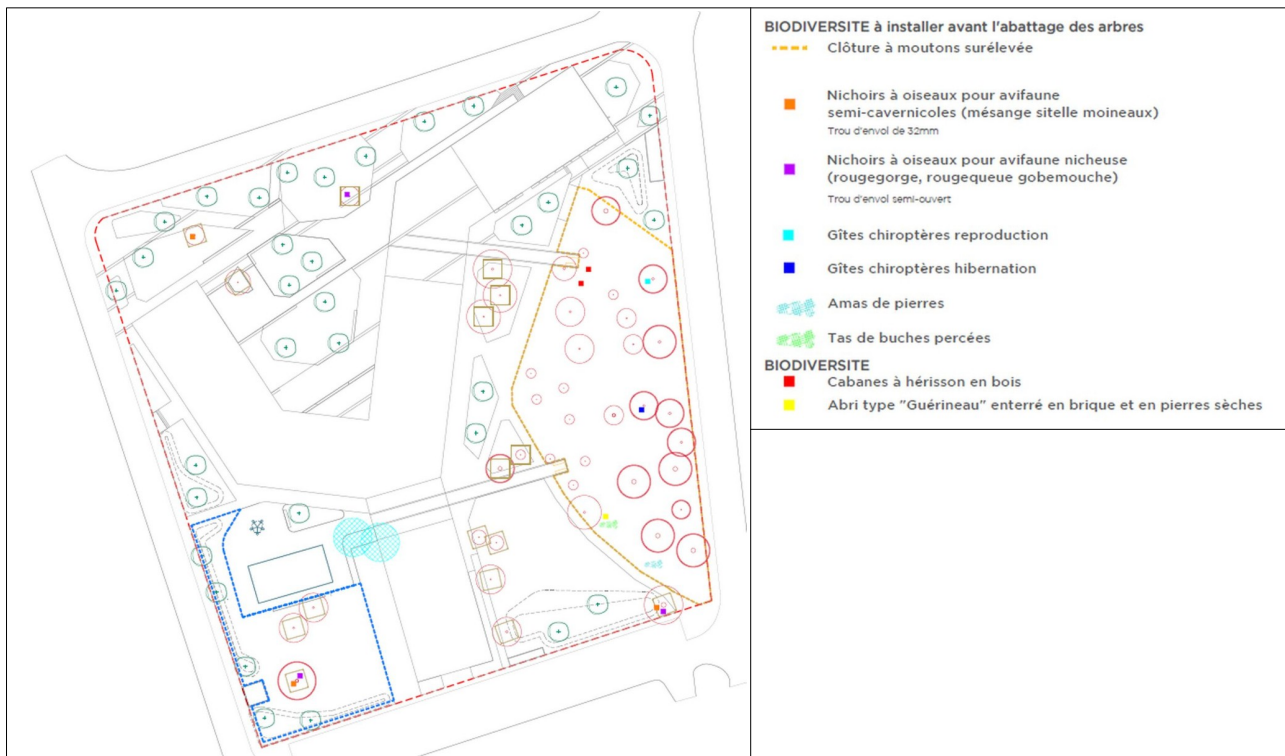 BIODIVERSITE à installer avant l'abattage des arbres
Clôture à moutons surélevée
Nichoirs à oiseaux pour avifaune
semi-cavernicoles (mésange sitelle moineaux)
Trou d'envol de 32mm
Nichoirs à oiseaux pour avifaune nicheuse
(rougegorge, rougequeue gobemouche)
Trou d'envol semi-ouvert
Gîtes chiroptères reproduction
Gîtes chiroptères hibernation
Amas de pierres
Tas de buches percées
BIODIVERSITE
Cabanes à hérisson en bois
Abri type "Guérineau" enterré en brique et en pierres sèches